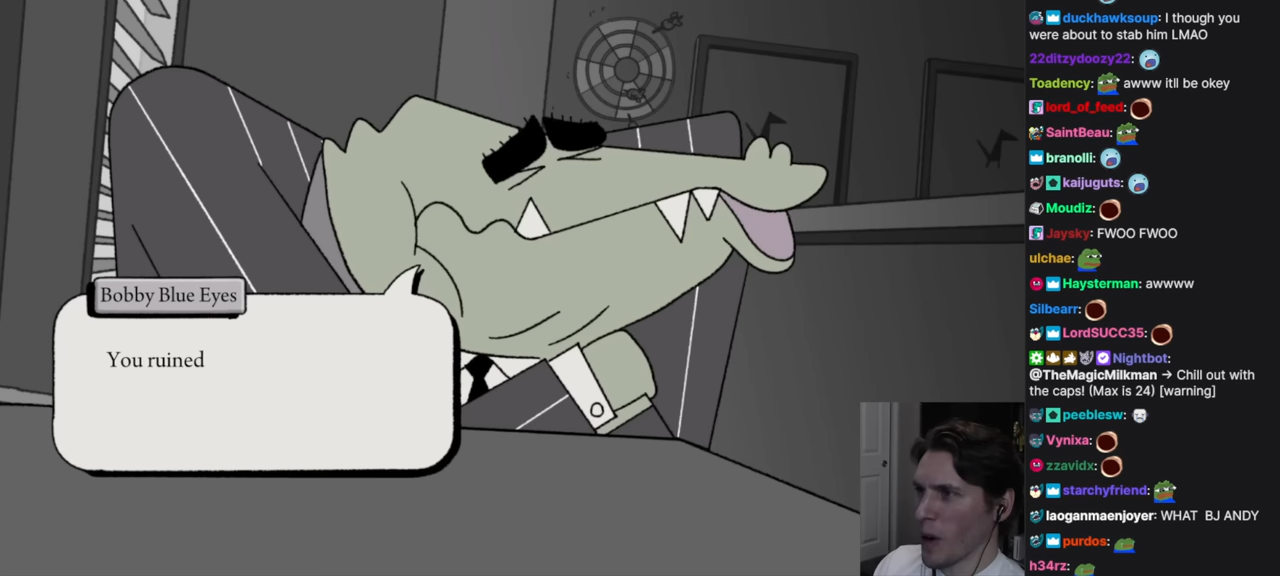 Bobby Blue Eyes
You ruined
duckhawksoup: I though you
were about to stab him LMAO
22ditzydoozy22:
Toadency: awww itll be okey
lord_of_feed:
SaintBeau:
branolli:
kaijuguts:
Moudiz:
Jaysky: FWOO FWOO
ulchae:
Haysterman: awwww
Silbearr:
LordSUCC35:
Nightbot:
@TheMagicMilkman → Chill out with
the caps! (Max is 24) [warning]
peeblesw:
Vynixa:
zzavidx:
starchyfriend:
laoganmaenjoyer: WHAT BJ ANDY
purdos:
h34rz: